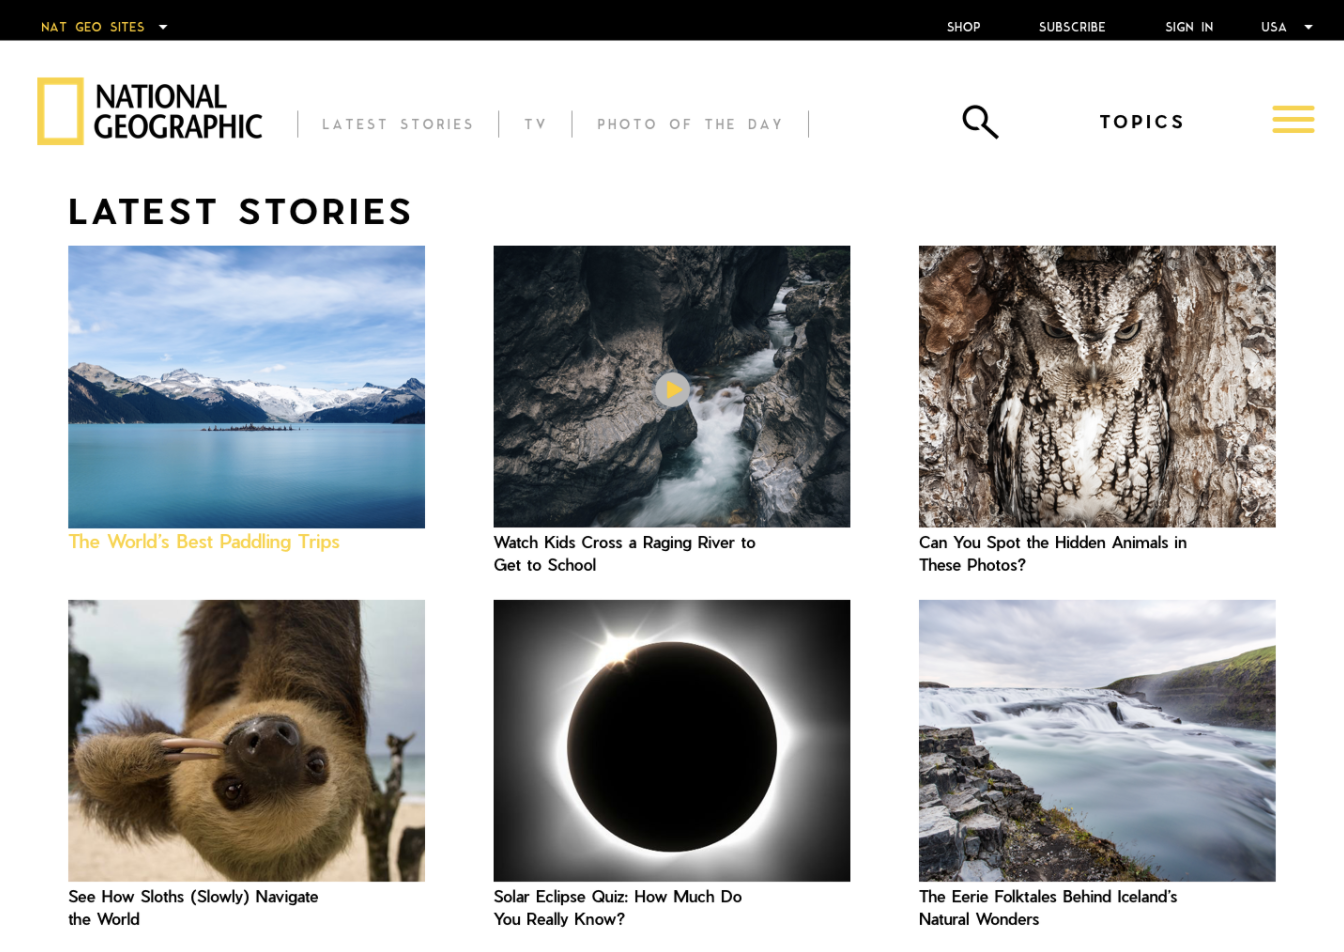 NAT GEO SITES
SHOP
SUBSCRIBE
SIGN IN
USA
NATIONAL
GEOGRAPHIC
LATEST STORIES
TV
PHOTO OF THE DAY
TOPICS
LATEST STORIES
The World's Best Paddling Trips
Watch Kids Cross a Raging River to
Get to School
Can You Spot the Hidden Animals in
These Photos?
See How Sloths (Slowly) Navigate
the World
Solar Eclipse Quiz: How Much Do
You Really Know?
The Eerie Folktales Behind Iceland's
Natural Wonders